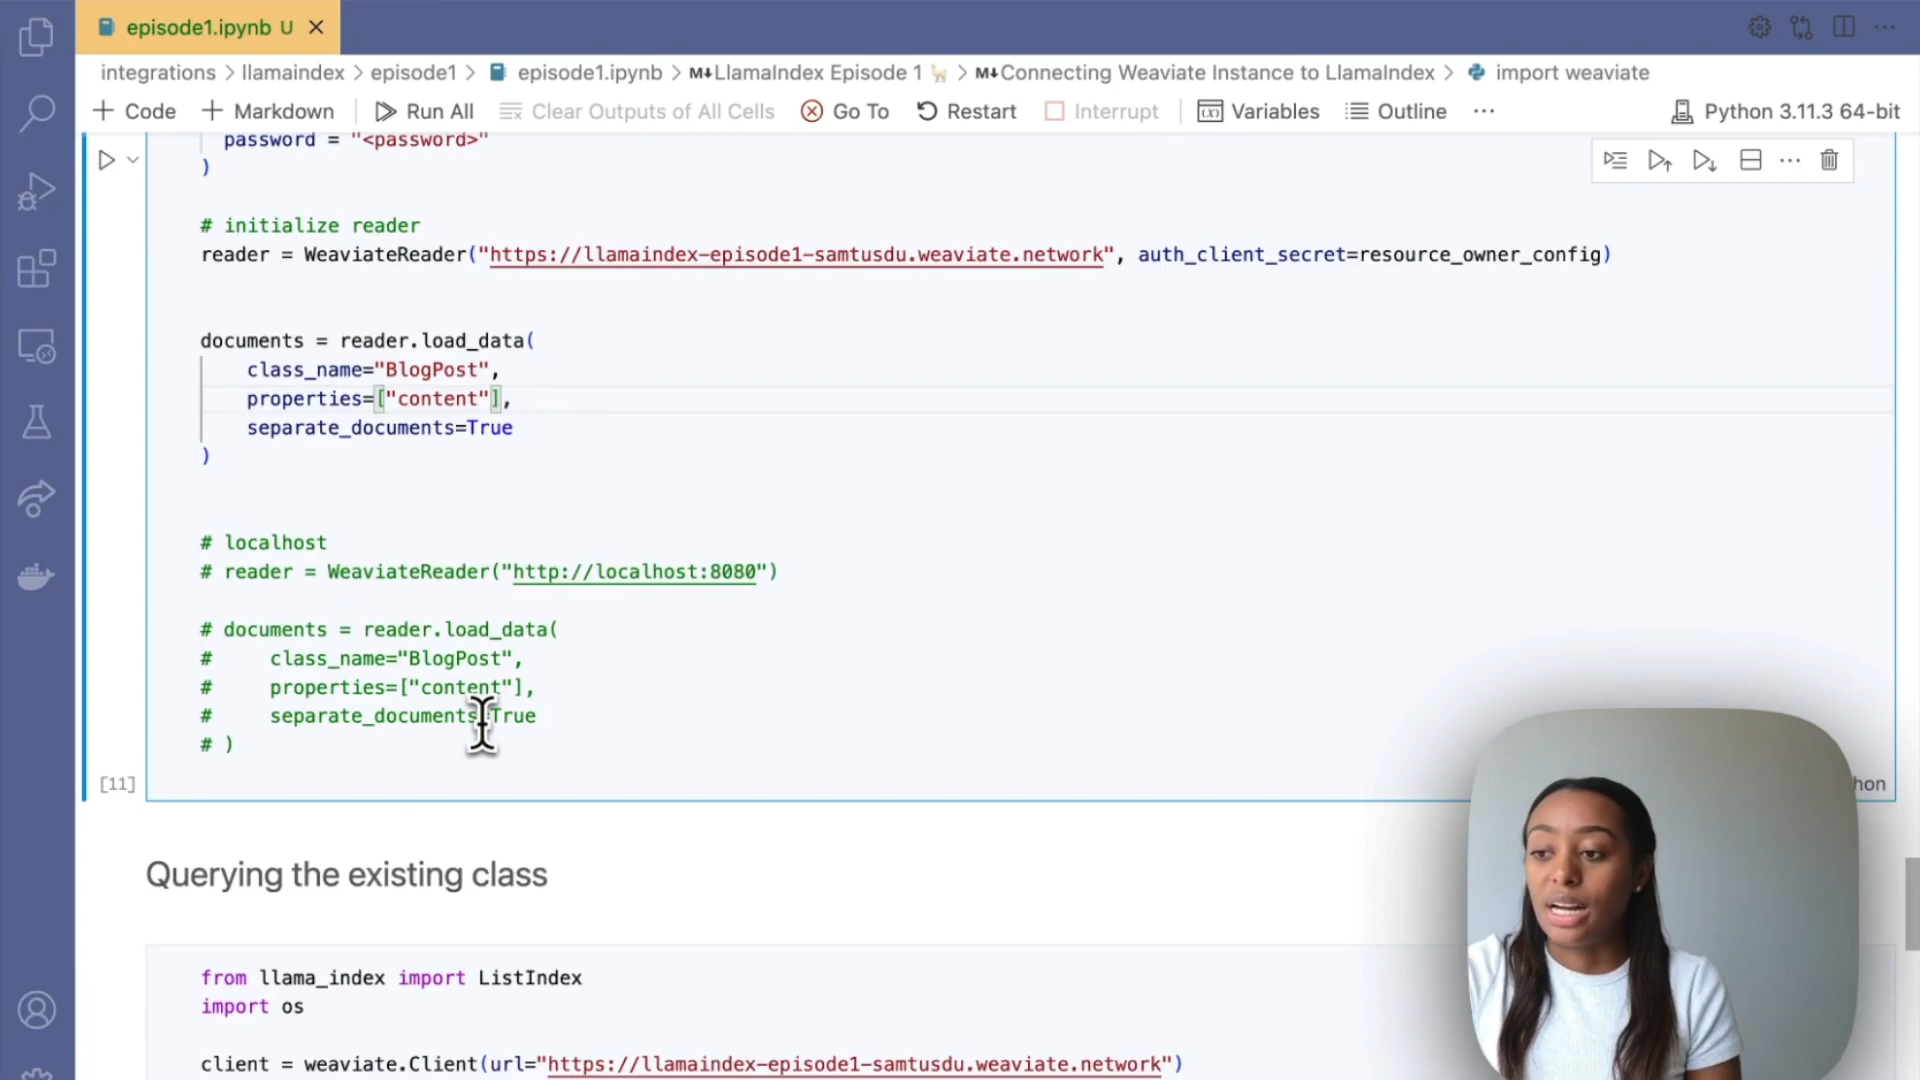 episode1.ipynb U
integrations > llamaindex > episode1 > episode1.ipynb > M↓LlamaIndex Episode 1 🦙 > M↓Connecting Weaviate Instance to LlamaIndex > import weaviate
+ Code + Markdown Run All Clear Outputs of All Cells Go To Restart Interrupt Variables Outline ... Python 3.11.3 64-bit
password = "<password>"
)
# initialize reader
reader = WeaviateReader("https://llamaindex-episode1-samtusdu.weaviate.network", auth_client_secret=resource_owner_config)
documents = reader.load_data(
class_name="BlogPost",
properties=["content"],
separate_documents=True
)
# localhost
# reader = WeaviateReader("http://localhost:8080")
# documents = reader.load_data(
# class_name="BlogPost",
# properties=["content"],
# separate_documents=True
# )
[11]
Querying the existing class
from llama_index import ListIndex
import os
client = weaviate.Client(url="https://llamaindex-episode1-samtusdu.weaviate.network")